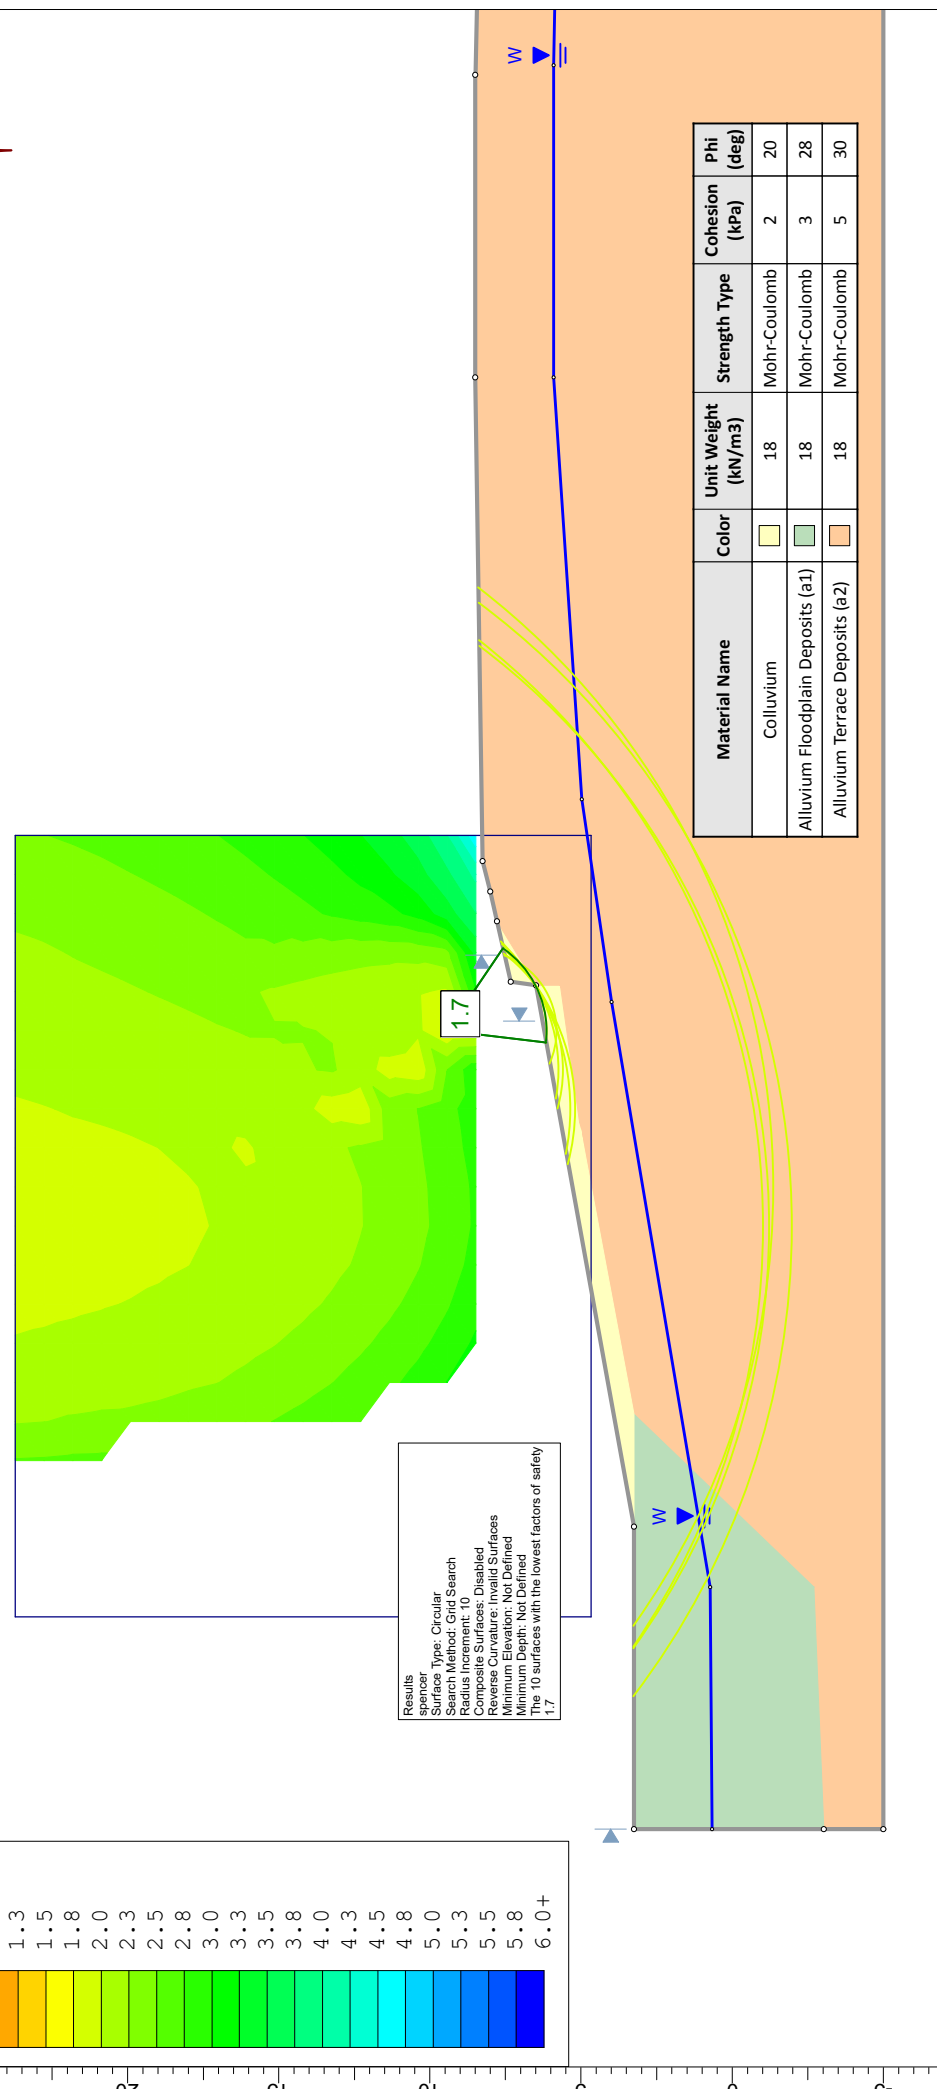 W
Material Name Color Unit Weight (kN/m3) Strength Type Cohesion (kPa) Phi (deg)
Colluvium 18 Mohr-Coulomb 2 20
Alluvium Floodplain Deposits (a1) 18 Mohr-Coulomb 3 28
Alluvium Terrace Deposits (a2) 18 Mohr-Coulomb 5 30
1.7
W
Results
spencer
Surface Type: Circular
Search Method: Grid Search
Radius Increment: 10
Composite Surfaces: Disabled
Reverse Curvature: Invalid Surfaces
Minimum Elevation: Not Defined
Minimum Depth: Not Defined
The 10 surfaces with the lowest factors of safety
1.7
1.3
1.5
1.8
2.0
2.3
2.5
2.8
3.0
3.3
3.5
3.8
4.0
4.3
4.5
4.8
5.0
5.3
5.5
5.8
6.0+